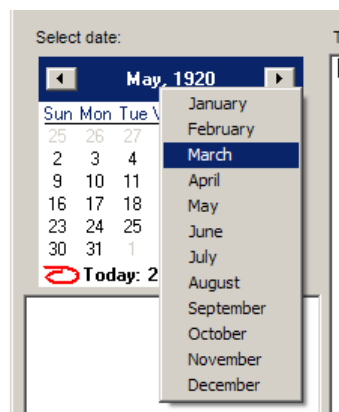 Select date:
May, 1920
Sun Mon Tue
25 26 27
2 3 4
9 10 11
16 17 18
23 24 25
30 31 1
Today: 2
January
February
March
April
May
June
July
August
September
October
November
December